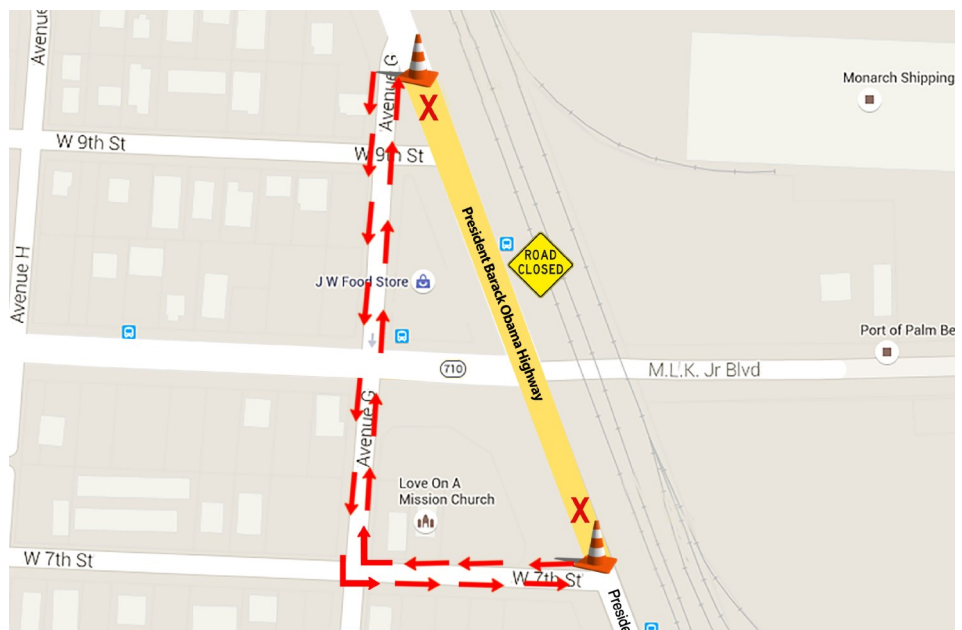 Avenue
Avenue G
X
Monarch Shipping
W 9th St
W 9th St
President Barack Obama Highway
ROAD
CLOSED
Avenue H
J W Food Store
Port of Palm Be
710
M.L.K. Jr Blvd
Avenue G
Love On A
Mission Church
X
W 7th St
W 7th St
Preside